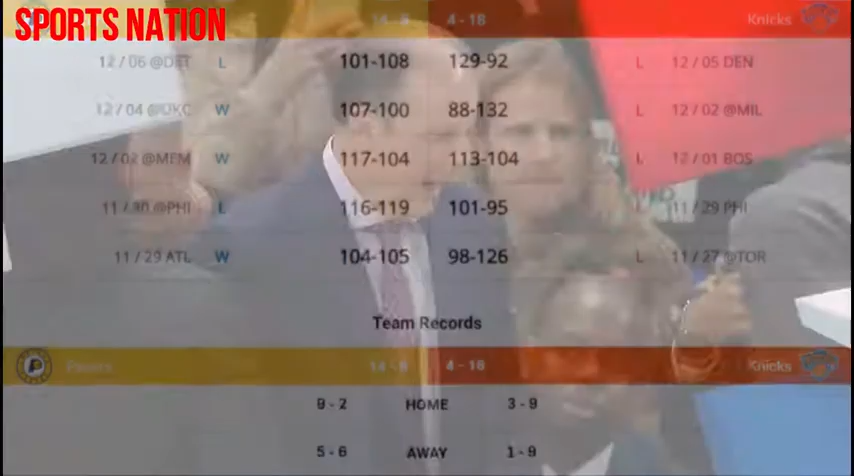 SPORTS NATION
14 - 8 4 - 18 Knicks
12 / 06 @DET L 101-108 129-92 L 12 / 05 DEN
12 / 04 @OKC W 107-100 88-132 L 12 / 02 @MIL
12 / 02 @MEM W 117-104 113-104 L 12 / 01 BOS
11 / 30 @PHI L 116-119 101-95 L 11 / 29 PHI
11 / 29 ATL W 104-105 98-126 L 11 / 27 @TOR
Team Records
P Pacers 14 - 8 4 - 18 Knicks
9 - 2 HOME 3 - 9
5 - 6 AWAY 1 - 9